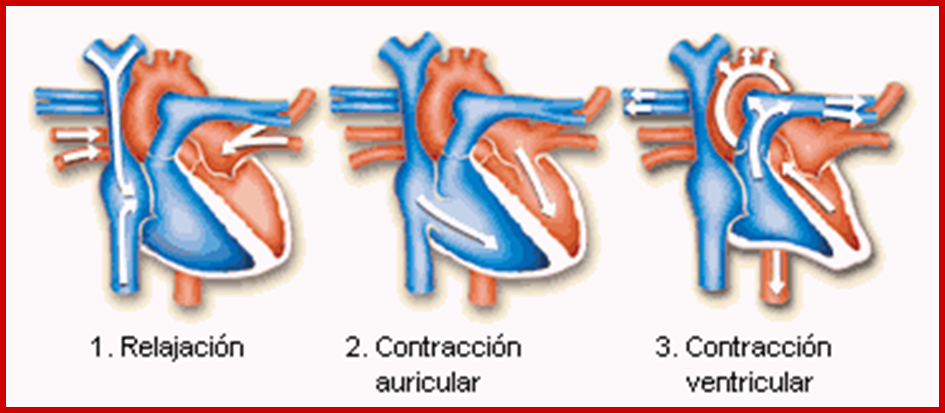 1. Relajación
2. Contracción
auricular
3. Contracción
ventricular